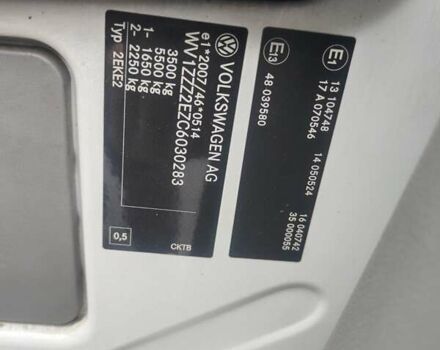 VOLKSWAGEN AG
e1*2007/46*0514
WV1ZZZ2EZC6030283
3500 kg
5500 kg
1- 1650 kg
2- 2250 kg
Typ 2EKE2
0,5
CKTB
E1
13 104748
17 A 070546
14 050524
16 040742
35 000055
E13
48 039580